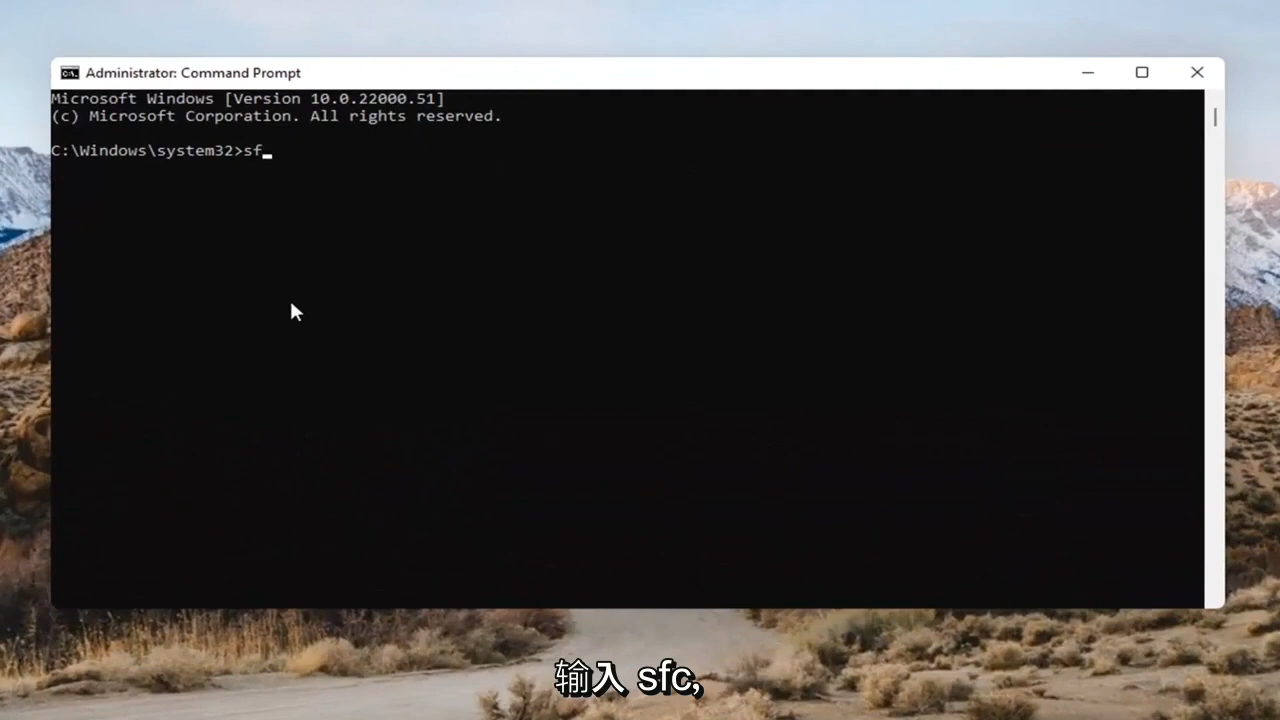 Administrator: Command Prompt
Microsoft Windows [Version 10.0.22000.51]
(c) Microsoft Corporation. All rights reserved.
C:\Windows\system32>sf
输入 sfc,